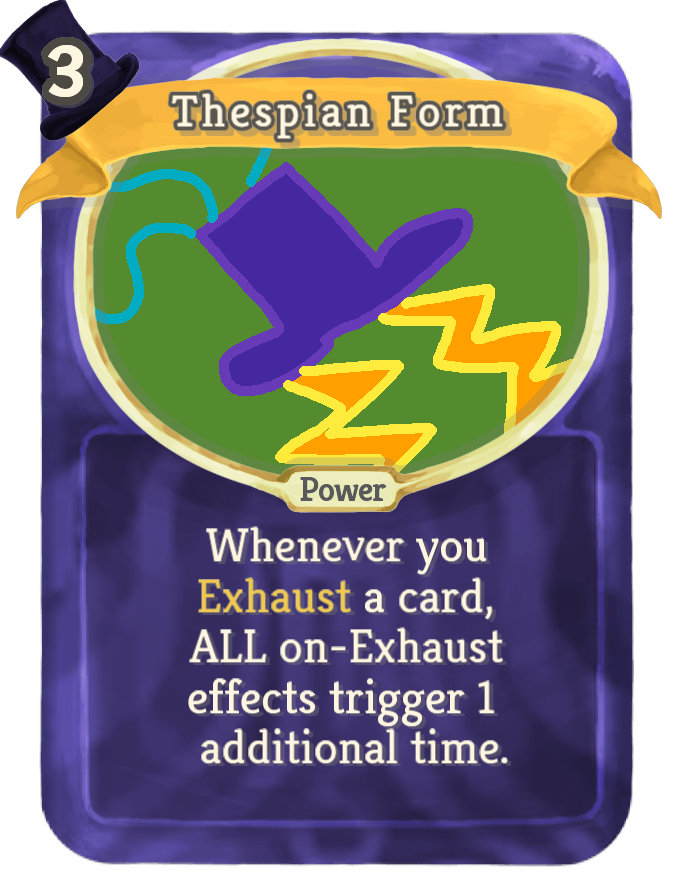 3
Thespian Form
Power
Whenever you
Exhaust a card,
ALL on-Exhaust
effects trigger 1
additional time.